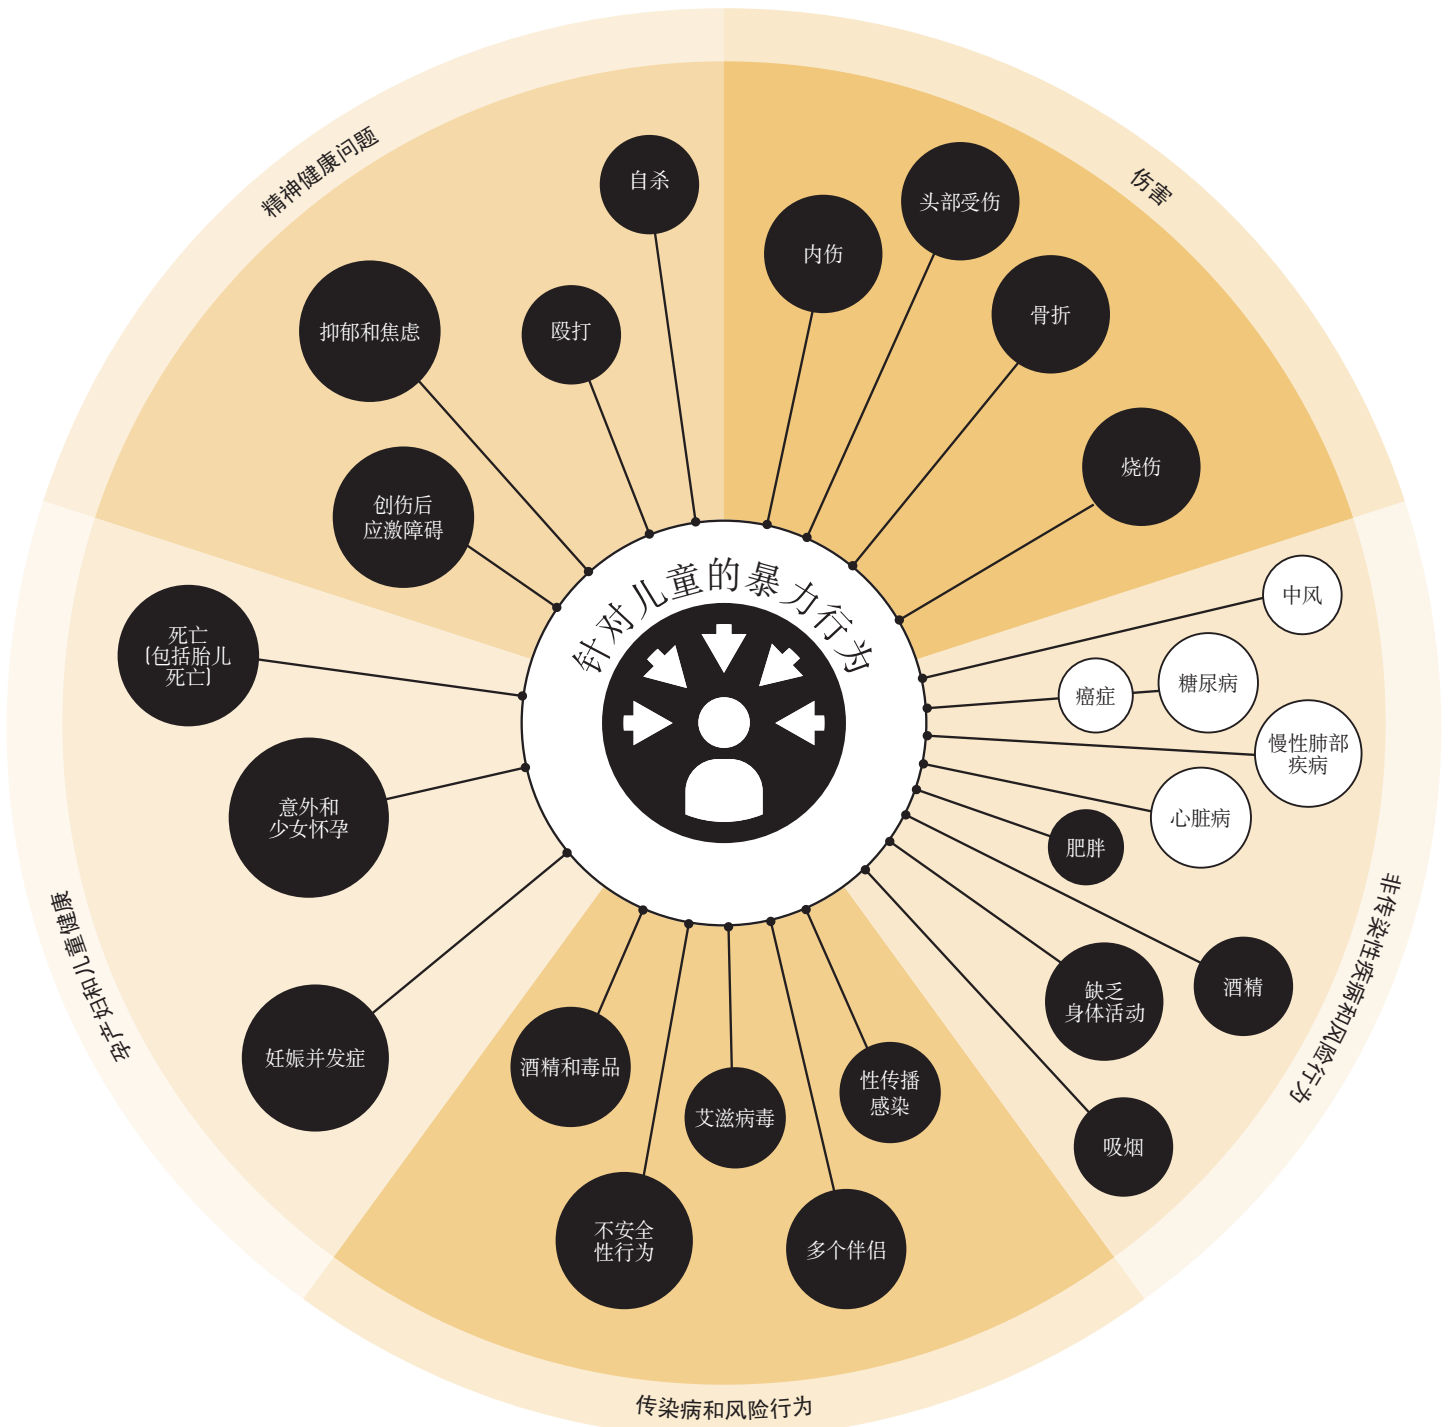 针对儿童的暴力行为
精神健康问题
自杀
殴打
抑郁和焦虑
创伤后
应激障碍
伤害
内伤
头部受伤
骨折
烧伤
非传染性疾病和风险行为
中风
癌症
糖尿病
慢性肺部
疾病
心脏病
肥胖
酒精
缺乏
身体活动
吸烟
传染病和风险行为
性传播
感染
多个伴侣
艾滋病毒
不安全
性行为
酒精和毒品
孕产妇和儿童健康
妊娠并发症
意外和
少女怀孕
死亡
(包括胎儿
死亡)